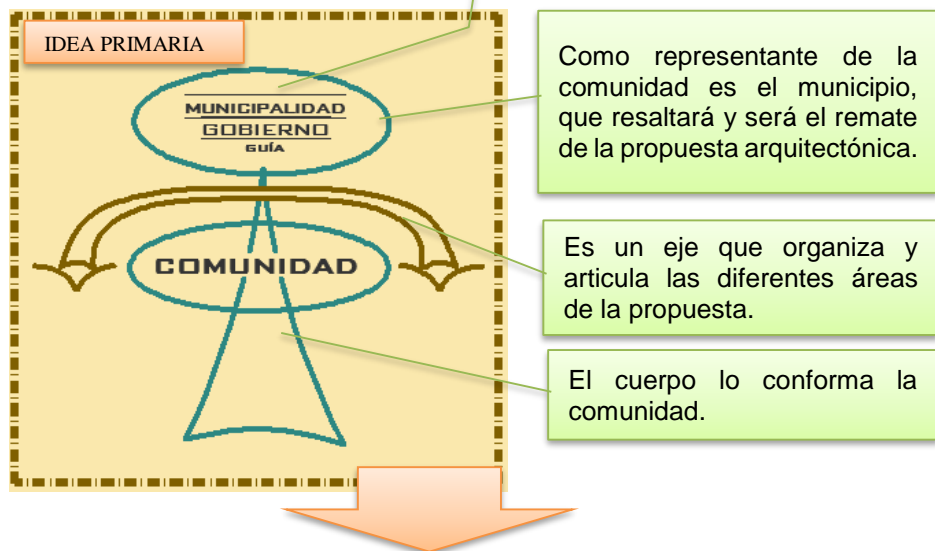 IDEA PRIMARIA
MUNICIPALIDAD
GOBIERNO
GUÍA
COMUNIDAD
Como representante de la
comunidad es el municipio,
que resaltará y será el remate
de la propuesta arquitectónica.
Es un eje que organiza y
articula las diferentes áreas
de la propuesta.
El cuerpo lo conforma la
comunidad.